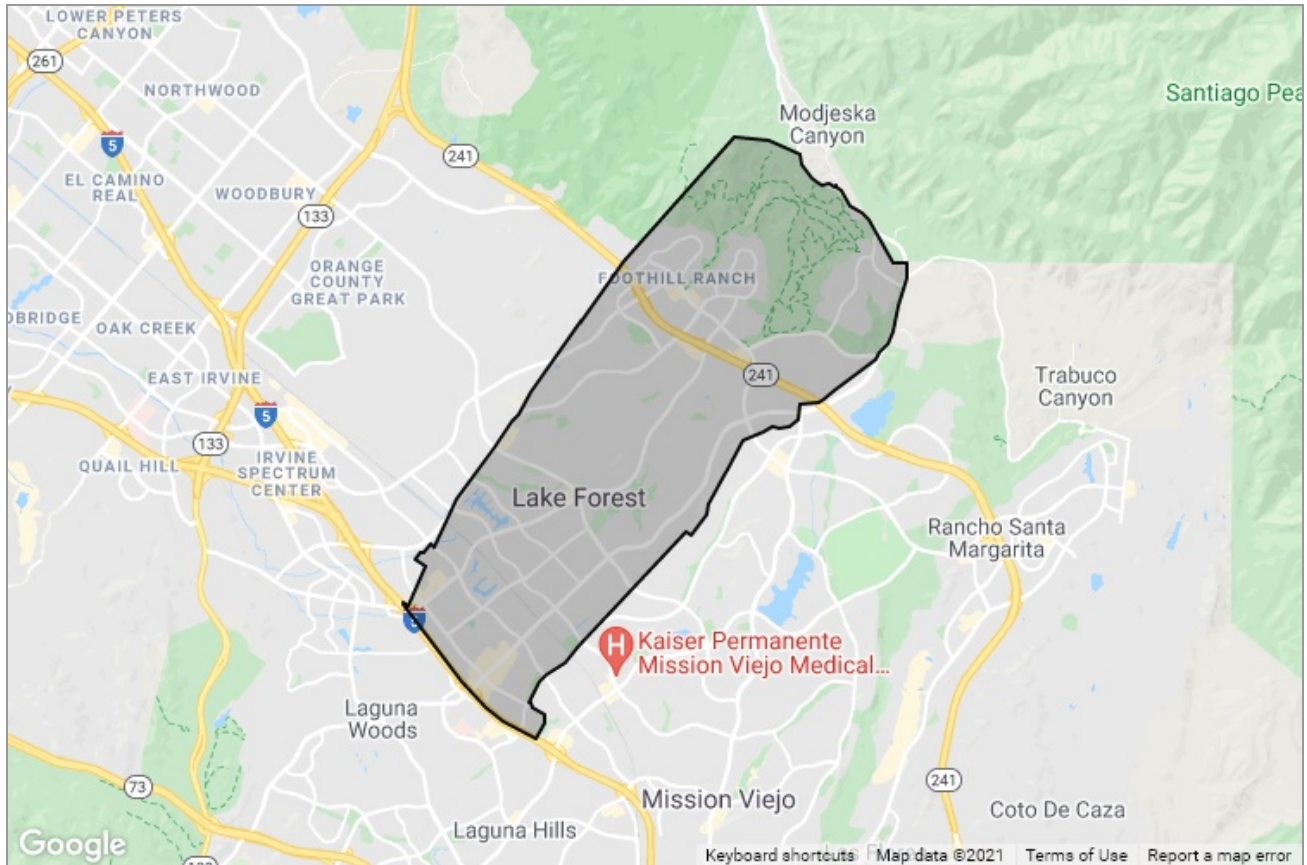 LOWER PETERS
CANYON
261
NORTHWOOD
5
241
Modjeska
Canyon
Santiago Pea
EL CAMINO
REAL
WOODBURY
133
ORANGE
COUNTY
GREAT PARK
FOOTHILL RANCH
DBRIDGE
OAK CREEK
EAST IRVINE
241
Trabuco
Canyon
5
133
QUAIL HILL
IRVINE
SPECTRUM
CENTER
Lake Forest
Rancho Santa
Margarita
5
H
Kaiser Permanente
Mission Viejo Medical...
Laguna
Woods
73
241
Mission Viejo
Coto De Caza
Laguna Hills
Google
Keyboard shortcuts
Map data ©2021
Terms of Use
Report a map error